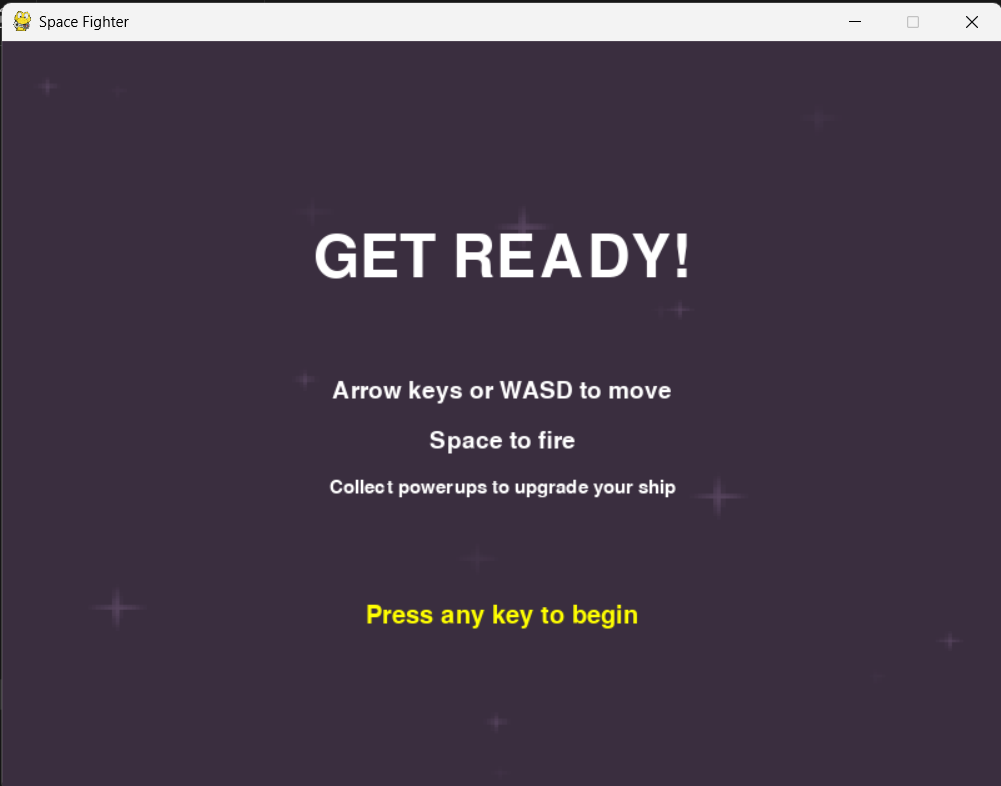 Space Fighter
GET READY!
Arrow keys or WASD to move
Space to fire
Collect powerups to upgrade your ship
Press any key to begin